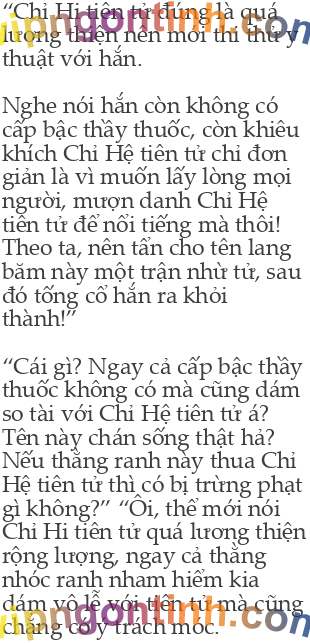 “Chỉ Hi tiên tử đúng là quá
lương thiện nên mới thi thử y
thuật với hắn.
Nghe nói hắn còn không có
cấp bậc thầy thuốc, còn khiêu
khích Chỉ Hệ tiên tử chỉ đơn
giản là vì muốn lấy lòng mọi
người, mượn danh Chỉ Hệ
tiên tử để nổi tiếng mà thôi!
Theo ta, nên tẩn cho tên lang
băm này một trận nhừ tử, sau
đó tống cổ hắn ra khỏi
thành!”
“Cái gì? Ngay cả cấp bậc thầy
thuốc không có mà cũng dám
so tài với Chỉ Hệ tiên tử á?
Tên này chán sống thật hả?
Nếu thằng ranh này thua Chỉ
Hệ tiên tử thì có bị trừng phạt
gì không?” “Ôi, thế mới nói
Chỉ Hi tiên tử quá lương thiện
rộng lượng, ngay cả thằng
nhóc ranh nham hiểm kia
dám vô lễ với tiên tử mà cũng
chẳng có ý trách móc.
vipngontinh.com
vipngontinh.com